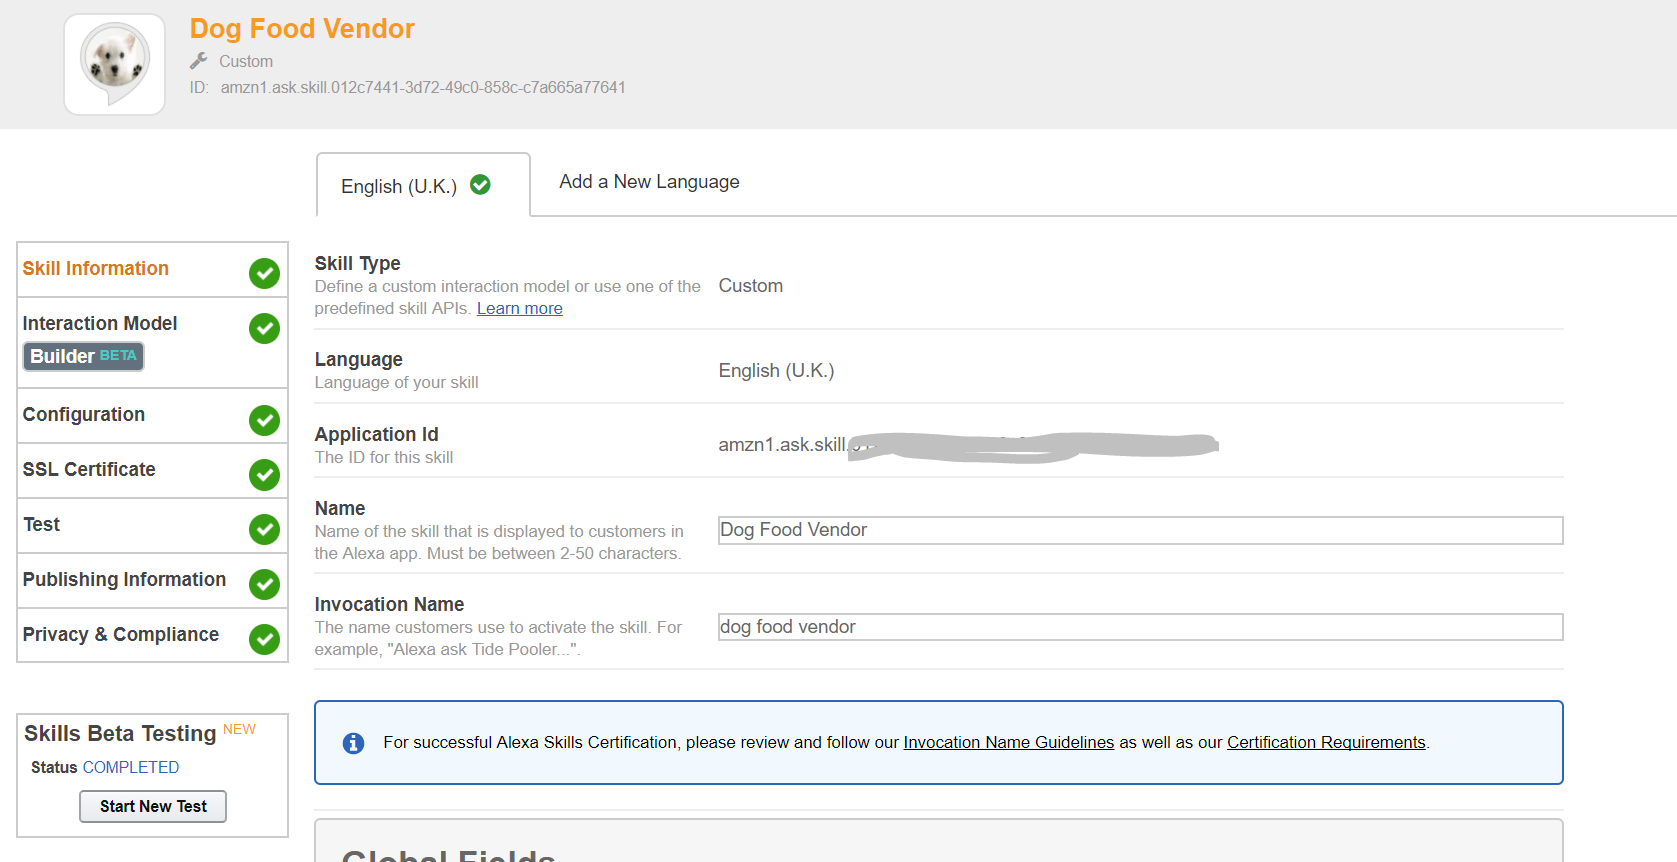 Dog Food Vendor
Custom
ID: amzn1.ask.skill.012c7441-3d72-49c0-858c-c7a665a77641
English (U.K.)
Add a New Language
Skill Information
Interaction Model
Builder BETA
Configuration
SSL Certificate
Test
Publishing Information
Privacy & Compliance
Skills Beta Testing NEW
Status COMPLETED
Start New Test
Skill Type
Define a custom interaction model or use one of the
predefined skill APIs. Learn more
Custom
Language
Language of your skill
English (U.K.)
Application Id
The ID for this skill
amzn1.ask.skill.
Name
Name of the skill that is displayed to customers in
the Alexa app. Must be between 2-50 characters.
Dog Food Vendor
Invocation Name
The name customers use to activate the skill. For
example, "Alexa ask Tide Pooler...".
dog food vendor
For successful Alexa Skills Certification, please review and follow our Invocation Name Guidelines as well as our Certification Requirements.
Global Fields